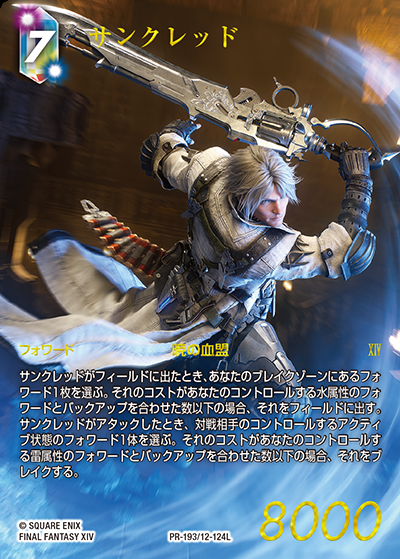 7
サンクレッド
フォワード 暁の血盟 XIV
サンクレッドがフィールドに出たとき、あなたのブレイクゾーンにあるフォ
ワード1枚を選ぶ。それのコストがあなたのコントロールする水属性のフォ
ワードとバックアップを合わせた数以下の場合、それをフィールドに出す。
サンクレッドがアタックしたとき、対戦相手のコントロールするアクティ
ブ状態のフォワード1体を選ぶ。それのコストがあなたのコントロールす
る雷属性のフォワードとバックアップを合わせた数以下の場合、それをブ
レイクする。
© SQUARE ENIX
FINAL FANTASY XIV
PR-193/12-124L
8000